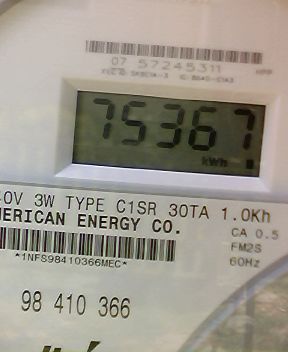 07 57245311
75367
kWh
0V 3W TYPE C1SR 30TA 1.0Kh
MERICAN ENERGY CO.
CA 0.5
FM2S
*1NFS98410366MEC*
60Hz
98 410 366